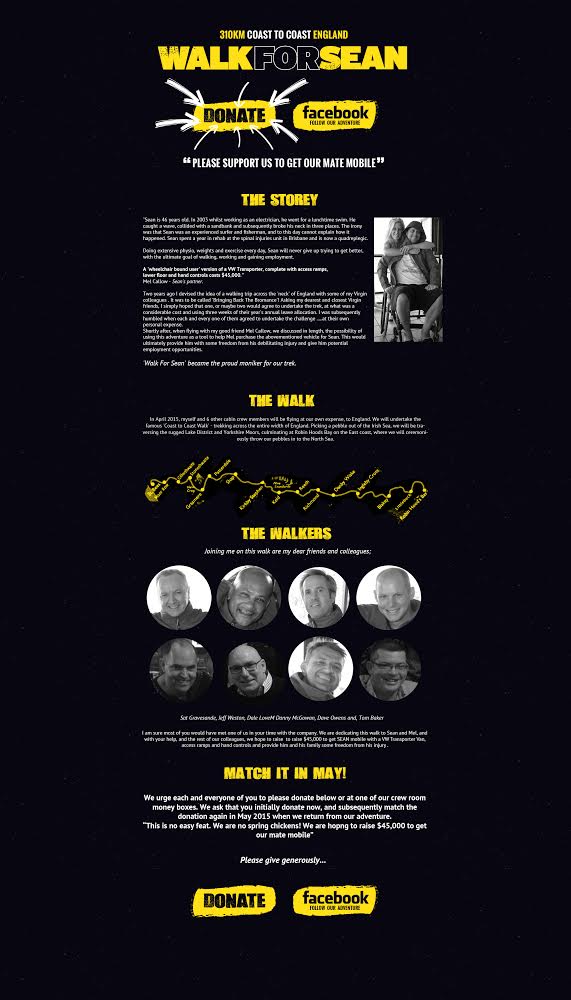 310KM COAST TO COAST ENGLAND
WALKFORSEAN
DONATE
facebook
FOLLOW OUR ADVENTURE
“PLEASE SUPPORT US TO GET OUR MATE MOBILE”
THE STOREY
"Sean is 46 years old. In 2003 whilst working as an electrician, he went for a lunchtime swim. He
caught a wave, collided with a sandbank and subsequently broke his neck in three places. The irony
was that Sean was an experienced surfer and fisherman, and to this day cannot explain how it
happened. Sean spent a year in rehab at the spinal injuries unit in Brisbane and is now a quadreplegic.
Doing extensive physio, weights and exercise every day, Sean will never give up trying to get better,
with the ultimate goal of walking, working and gaining employment.
A 'wheelchair bound user' version of a VW Transporter, complete with access ramps,
lower floor and hand controls costs $45,000."
Mel Callow - Sean's partner.
Two years ago I devised the idea of a walking trip across the 'neck' of England with some of my Virgin
colleagues . It was to be called 'Bringing Back The Bromance'! Asking my dearest and closest Virgin
friends, I simply hoped that one, or maybe two would agree to undertake the trek, at what was a
considerable cost and using three weeks of their year's annual leave allocation. I was subsequently
humbled when each and every one of them agreed to undertake the challenge ....at their own
personal expense.
Shortly after, when flying with my good friend Mel Callow, we discussed in length, the possibility of
using this adventure as a tool to help Mel purchase the abovementioned vehicle for Sean. This would
ultimately provide him with some freedom from his debilitating injury and give him potential
employment opportunities.
'Walk For Sean' became the proud moniker for our trek.
THE WALK
In April 2015, myself and 6 other cabin crew members will be flying at our own expense, to England. We will undertake the
famous 'Coast to Coast Walk' - trekking across the entire width of England. Picking a pebble out of the Irish Sea, we will be tra-
versing the rugged Lake District and Yorkshire Moors, culminating at Robin Hoods Bay on the East coast, where we will ceremoni-
ously throw our pebbles in to the North Sea.
Grasmere
Patterdale
Shap
Kirkby Stephen
Keld
Reeth
Richmond
Danby Wiske
Ingleby Cross
Blakey
Robin Hood's Bay
THE WALKERS
Joining me on this walk are my dear friends and colleagues;
Sat Gravesande, Jeff Weston, Dale LoveM Danny McGowan, Dave Owens and, Tom Baker
I am sure most of you would have met one of us in your time with the company. We are dedicating this walk to Sean and Mel, and
with your help, and the rest of our colleagues, we hope to raise to raise $45,000 to get SEAN mobile with a VW Transporter Van,
access ramps and hand controls and provide him and his family some freedom from his injury .
MATCH IT IN MAY!
We urge each and everyone of you to please donate below or at one of our crew room
money boxes. We ask that you initially donate now, and subsequently match the
donation again in May 2015 when we return from our adventure.
"This is no easy feat. We are no spring chickens! We are hopng to raise $45,000 to get
our mate mobile"
Please give generously...
DONATE
facebook
FOLLOW OUR ADVENTURE